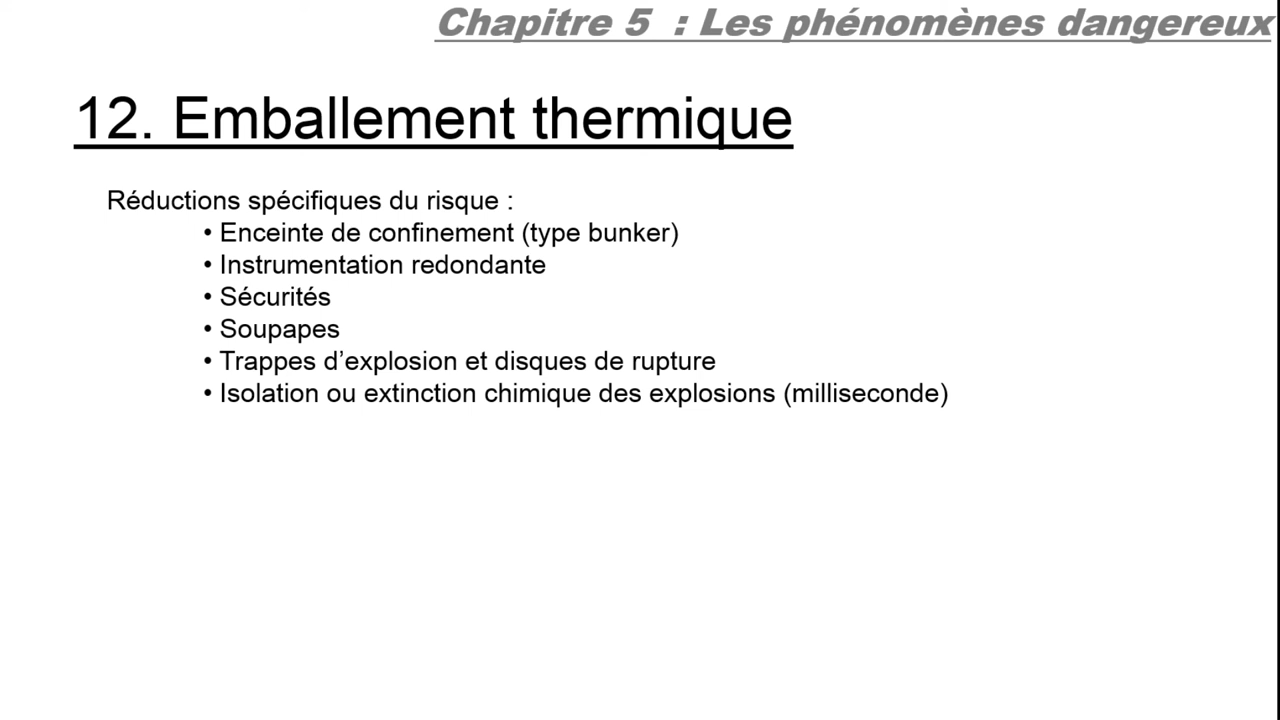 Chapitre 5  : Les phénomènes dangereux
12. Emballement thermique
Réductions spécifiques du risque :
• Enceinte de confinement (type bunker)
• Instrumentation redondante
• Sécurités
• Soupapes
• Trappes d’explosion et disques de rupture
• Isolation ou extinction chimique des explosions (milliseconde)